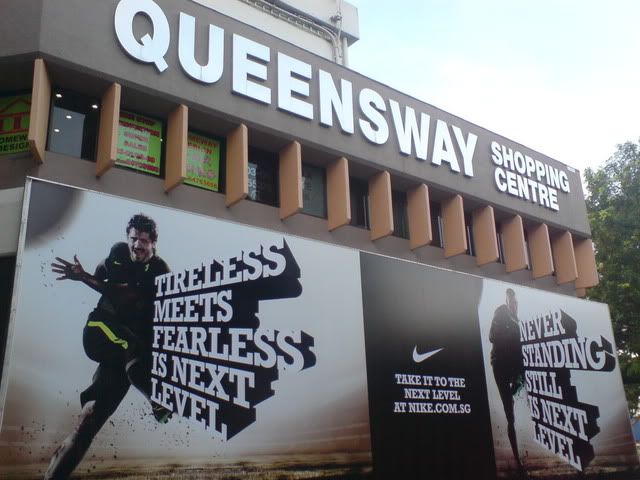 QUEENSWAY
SHOPPING
CENTRE
TIRELESS
MEETS
FEARLESS
IS NEXT
LEVEL
TAKE IT TO THE
NEXT LEVEL
AT NIKE.COM.SG
NEVER
STANDING
STILL
IS NEXT
LEVEL